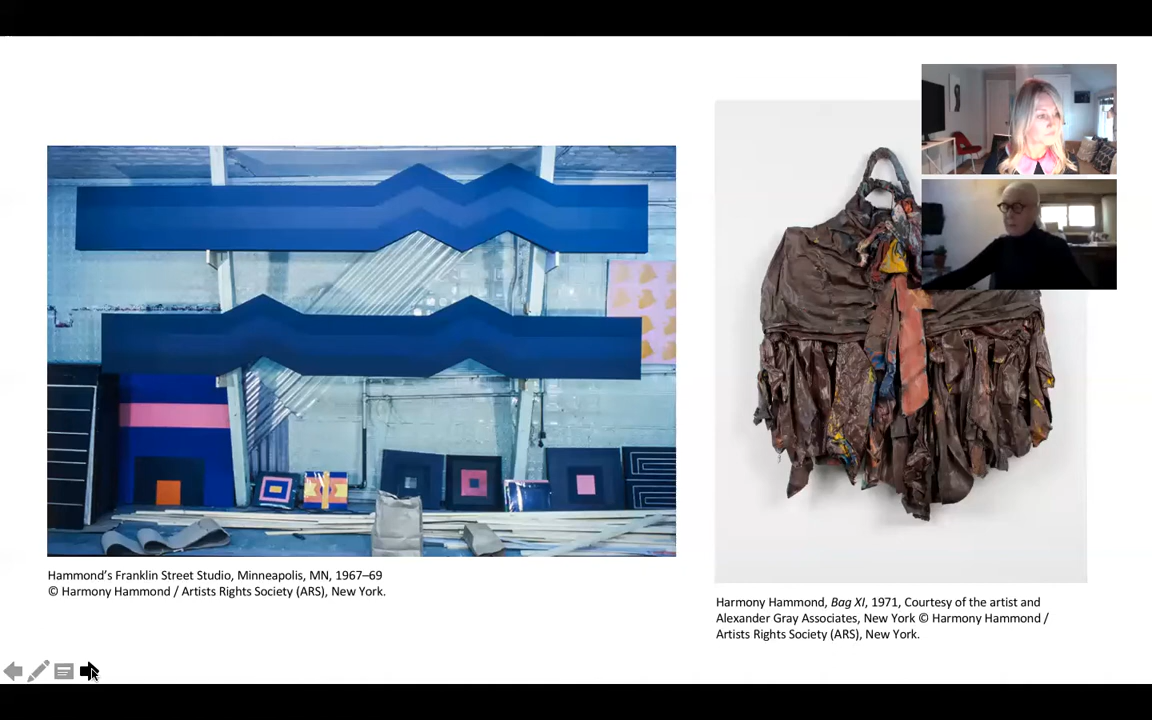 Hammond’s Franklin Street Studio, Minneapolis, MN, 1967–69
© Harmony Hammond / Artists Rights Society (ARS), New York.
Harmony Hammond, Bag XI, 1971, Courtesy of the artist and
Alexander Gray Associates, New York © Harmony Hammond /
Artists Rights Society (ARS), New York.